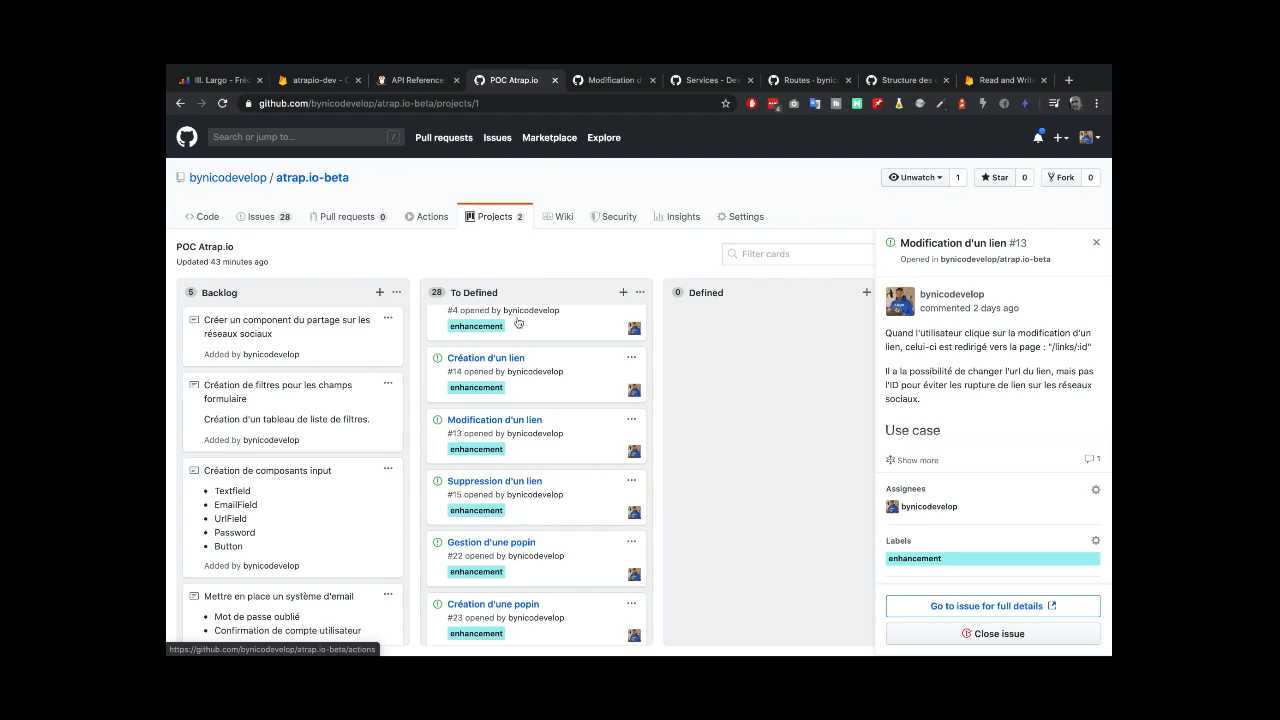 III. Largo - Fré
atrapio-dev - C
API Reference
POC Atrap.io
Modification d
Services - Dev
Routes · bynic
Structure des
Read and Write
github.com/bynicodevelop/atrap.io-beta/projects/1
Search or jump to...
/
Pull requests
Issues
Marketplace
Explore
bynicodevelop / atrap.io-beta
Unwatch
1
Star
0
Fork
0
Code
Issues 28
Pull requests 0
Actions
Projects 2
Wiki
Security
Insights
Settings
POC Atrap.io
Updated 43 minutes ago
Filter cards
5 Backlog
Créer un component du partage sur les
réseaux sociaux
Added by bynicodevelop
Création de filtres pour les champs
formulaire
Création d'un tableau de liste de filtres.
Added by bynicodevelop
Création de composants input
Textfield
EmailField
UrlField
Password
Button
Added by bynicodevelop
Mettre en place un système d'email
Mot de passe oublié
Confirmation de compte utilisateur
28 To Defined
#4 opened by bynicodevelop
enhancement
Création d'un lien
#14 opened by bynicodevelop
enhancement
Modification d'un lien
#13 opened by bynicodevelop
enhancement
Suppression d'un lien
#15 opened by bynicodevelop
enhancement
Gestion d'une popin
#22 opened by bynicodevelop
enhancement
Création d'une popin
#23 opened by bynicodevelop
enhancement
0 Defined
Modification d'un lien #13
Opened in bynicodevelop/atrap.io-beta
bynicodevelop
commented 2 days ago
Quand l'utilisateur clique sur la modification d'un
lien, celui-ci est redirigé vers la page : "/links/:id"
Il a la possibilité de changer l'url du lien, mais pas
l'ID pour éviter les rupture de lien sur les réseaux
sociaux.
Use case
Show more
1
Assignees
bynicodevelop
Labels
enhancement
Go to issue for full details
Close issue
https://github.com/bynicodevelop/atrap.io-beta/actions